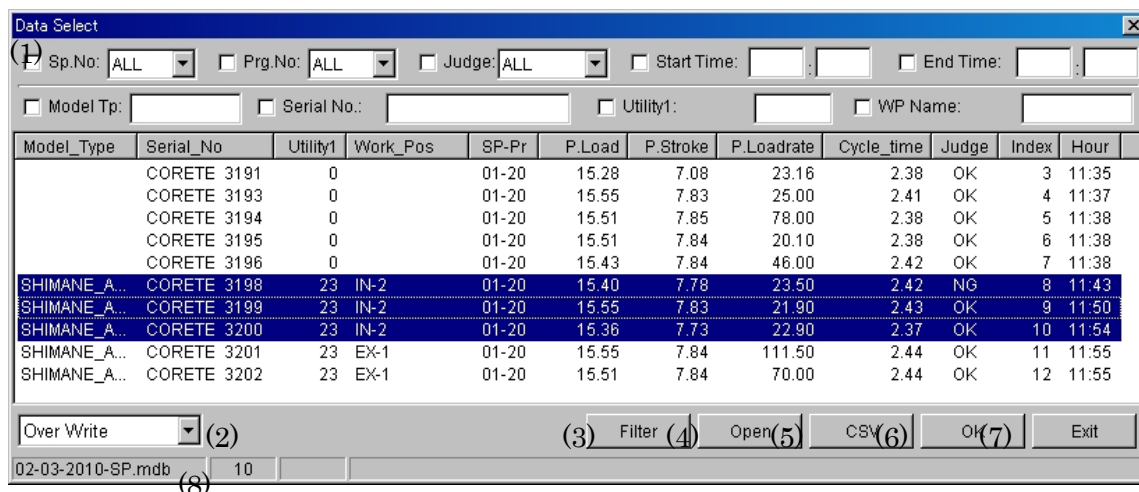 Data Select
(1) Sp.No: ALL Prg.No: ALL Judge: ALL Start Time: : End Time: :
Model Tp: Serial No.: Utility1: WP Name:
Model_Type Serial_No Utility1 Work_Pos SP-Pr P.Load P.Stroke P.Loadrate Cycle_time Judge Index Hour
CORETE 3191 0 01-20 15.28 7.08 23.16 2.38 OK 3 11:35
CORETE 3193 0 01-20 15.55 7.83 25.00 2.41 OK 4 11:37
CORETE 3194 0 01-20 15.51 7.85 78.00 2.38 OK 5 11:38
CORETE 3195 0 01-20 15.51 7.84 20.10 2.38 OK 6 11:38
CORETE 3196 0 01-20 15.43 7.84 46.00 2.42 OK 7 11:38
SHIMANE_A... CORETE 3198 23 IN-2 01-20 15.40 7.78 23.50 2.42 NG 8 11:43
SHIMANE_A... CORETE 3199 23 IN-2 01-20 15.55 7.83 21.90 2.43 OK 9 11:50
SHIMANE_A... CORETE 3200 23 IN-2 01-20 15.36 7.73 22.90 2.37 OK 10 11:54
SHIMANE_A... CORETE 3201 23 EX-1 01-20 15.55 7.84 111.50 2.44 OK 11 11:55
SHIMANE_A... CORETE 3202 23 EX-1 01-20 15.51 7.84 70.00 2.44 OK 12 11:55
Over Write (2) (3) Filter (4) Open (5) CSV (6) OK (7) Exit
02-03-2010-SP.mdb (8) 10